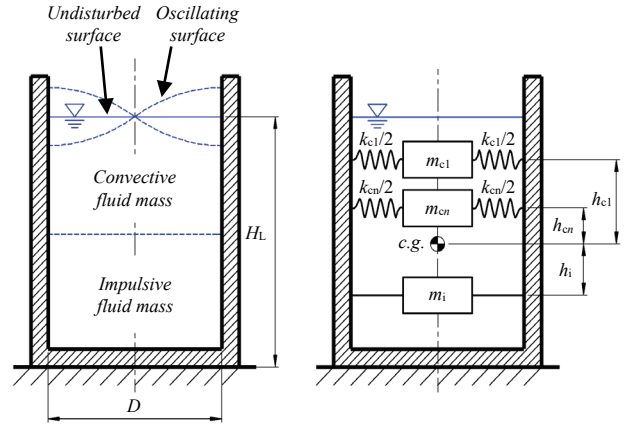 Undisturbed
surface
Oscillating
surface
Convective
fluid mass
Impulsive
fluid mass
H_L
D
k_c1/2
m_c1
k_c1/2
k_cn/2
m_cn
k_cn/2
c.g.
m_i
h_c1
h_cn
h_i